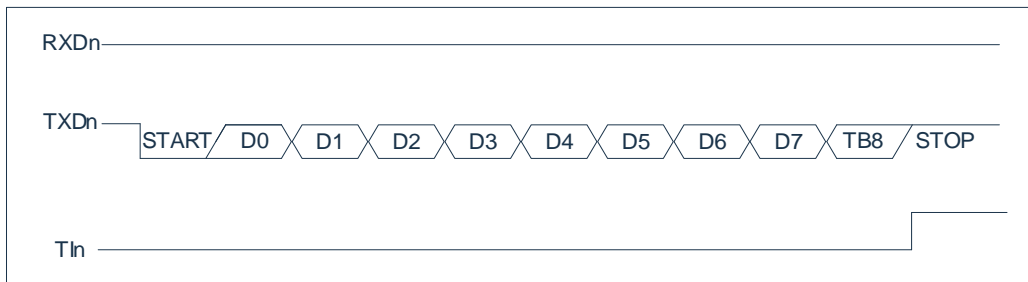 RXDn
TXDn
START D0 D1 D2 D3 D4 D5 D6 D7 TB8 STOP
TIn